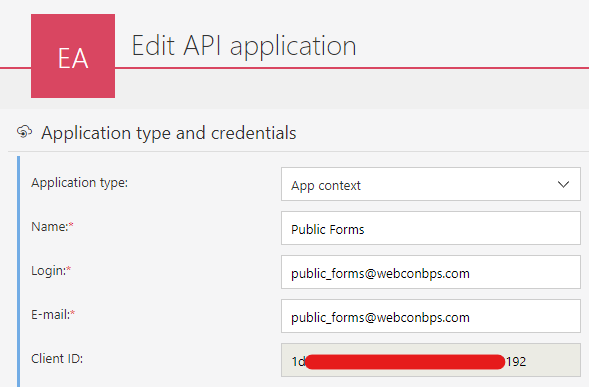 EA
Edit API application
Application type and credentials
Application type:
App context
Name:*
Public Forms
Login:*
public_forms@webconbps.com
E-mail:*
public_forms@webconbps.com
Client ID:
1d 192